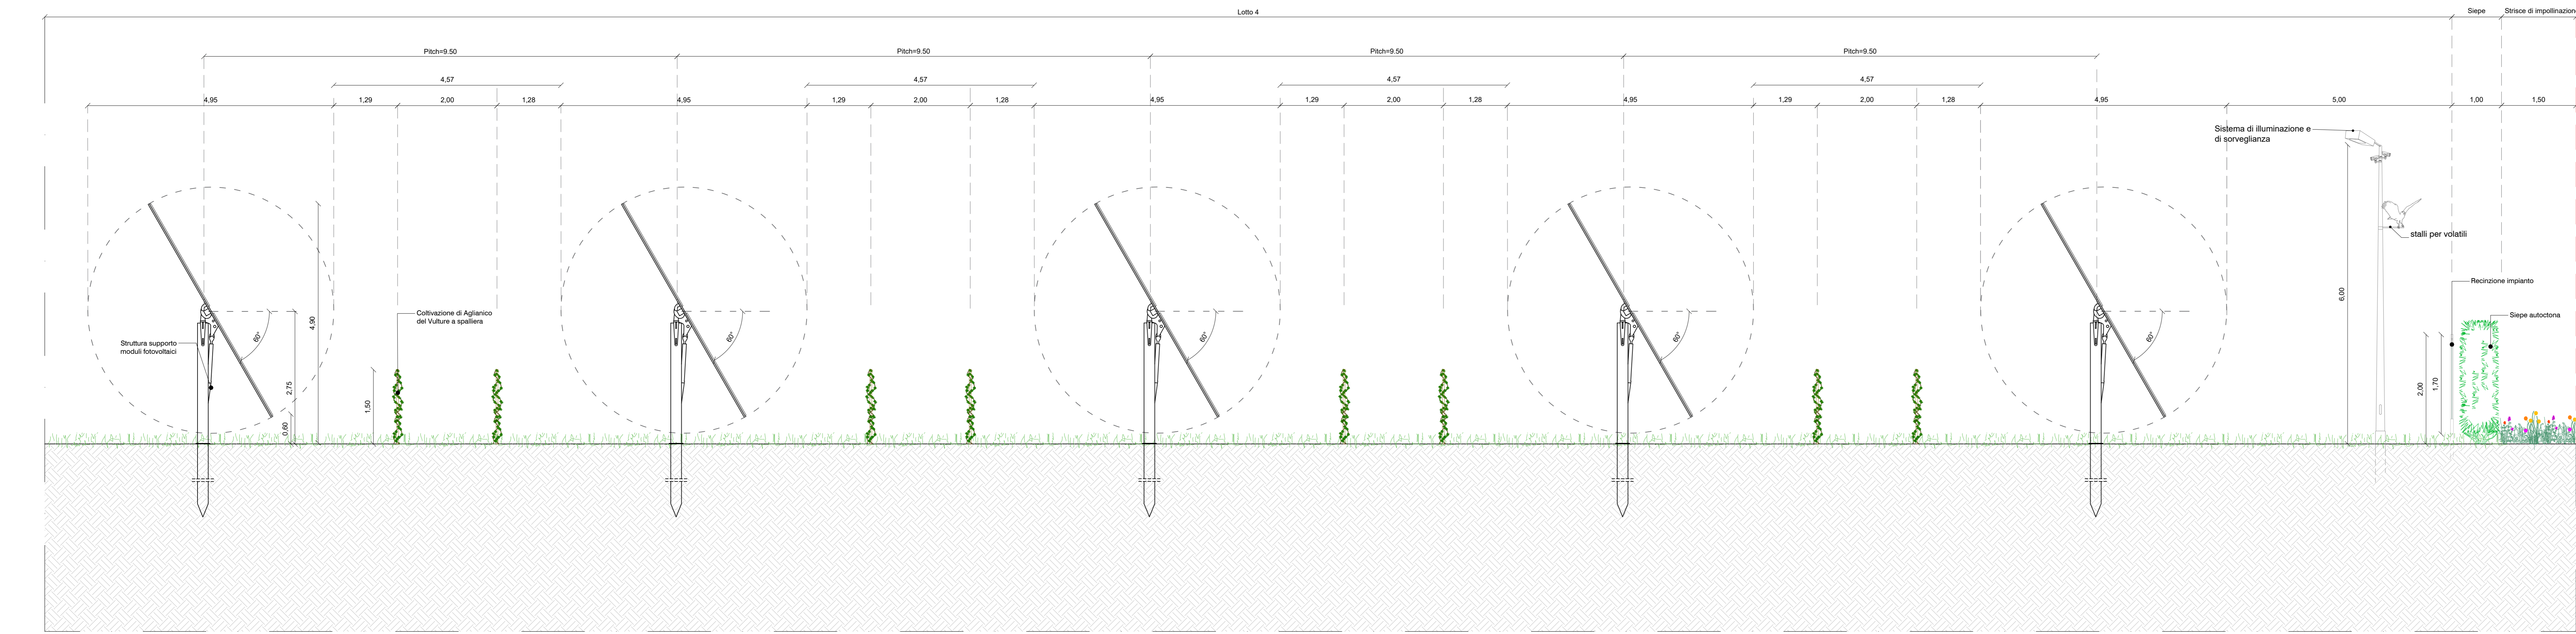 Lotto 4
Siepe
Strisce di impollinazione
Pitch=9.50
Pitch=9.50
Pitch=9.50
Pitch=9.50
4,57
4,57
4,57
4,57
4,95
1,29
2,00
1,28
4,95
1,29
2,00
1,28
4,95
1,29
2,00
1,28
4,95
1,29
2,00
1,28
4,95
5,00
1,00
1,50
Sistema di illuminazione e
di sorveglianza
stalli per volatili
Recinzione impianto
Siepe autoctona
Coltivazione di Aglianico
del Vulture a spalliera
Struttura supporto
moduli fotovoltaici
60°
60°
60°
60°
60°
4,90
2,75
0,60
1,50
6,00
2,00
1,70